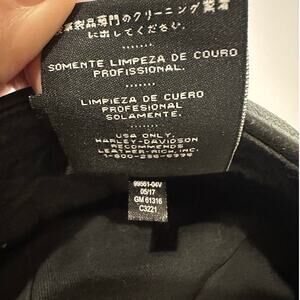 革製品専門のクリーニング業者
に出してください。
SOMENTE LIMPEZA DE COURO
PROFISSIONAL.
LIMPIEZA DE CUERO
PROFESIONAL
SOLAMENTE.
USA ONLY.
HARLEY-DAVIDSON
RECOMMENDS
LEATHER-RICH, INC.
99561-04V
05/17
GM 61316
C3221